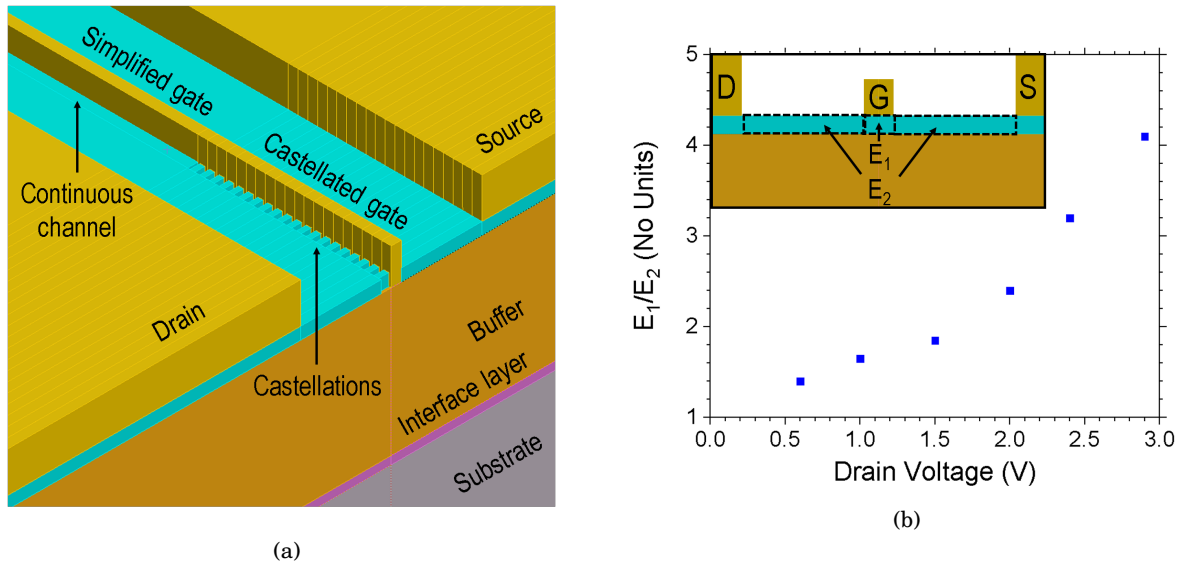 Simplified gate
Castellated gate
Source
Continuous
channel
Drain
Castellations
Buffer
Interface layer
Substrate
(a)
E₁/E₂ (No Units)
5
4
3
2
1
D
G
S
E₁
E₂
0.0 0.5 1.0 1.5 2.0 2.5 3.0
Drain Voltage (V)
(b)